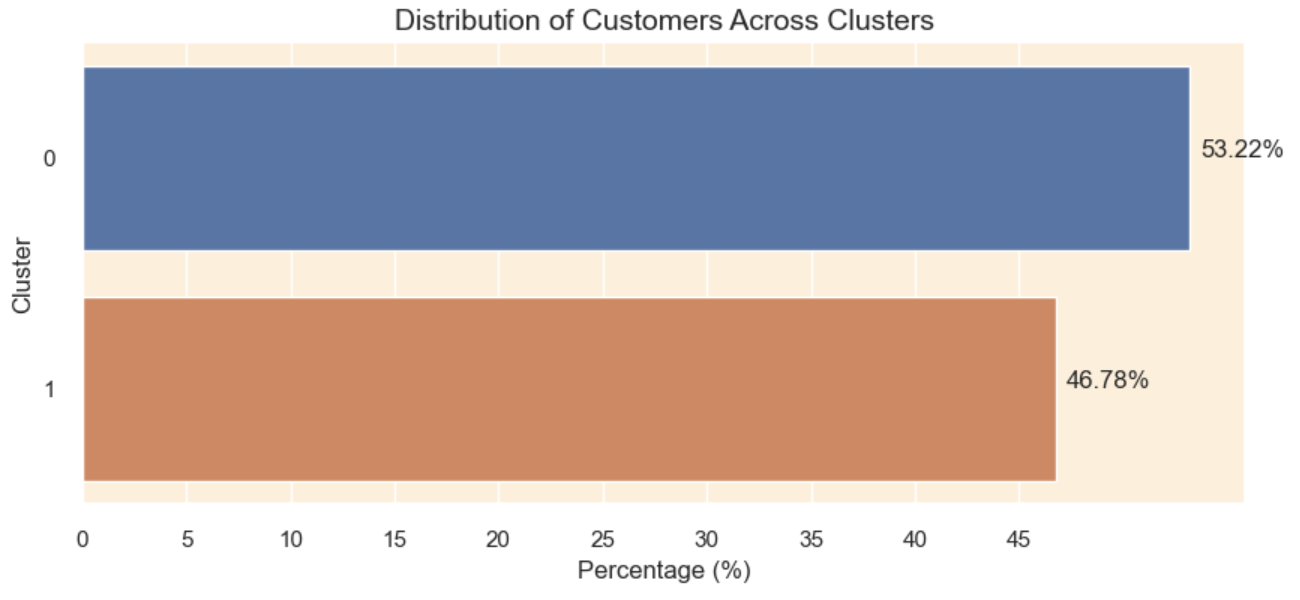 Distribution of Customers Across Clusters
Cluster
0
53.22%
1
46.78%
0 5 10 15 20 25 30 35 40 45
Percentage (%)